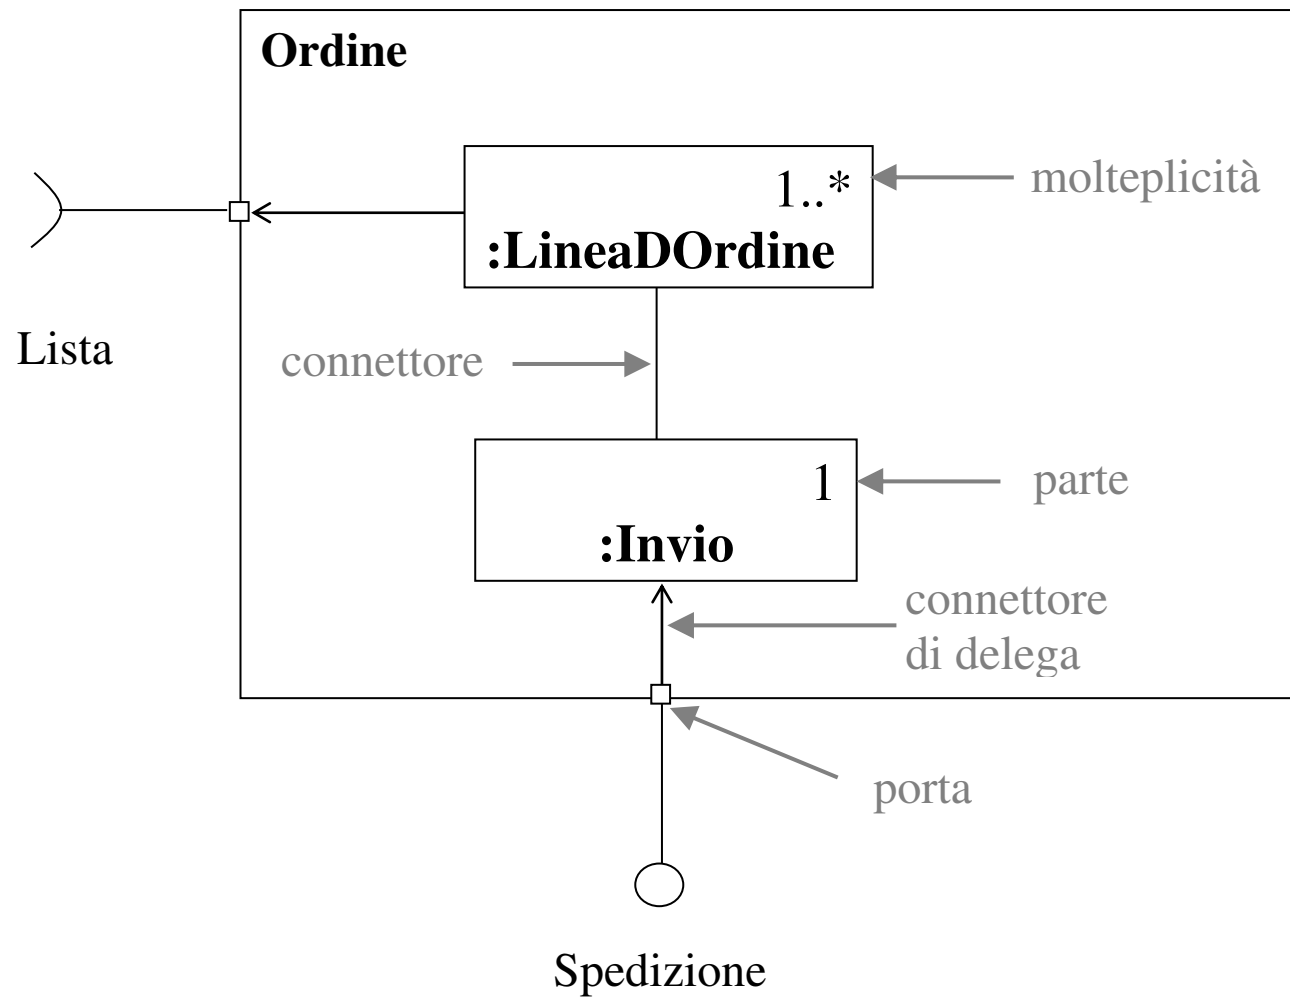 Ordine
1..*
molteplicità
:LineaDOrdine
Lista
connettore
1
parte
:Invio
connettore
di delega
porta
Spedizione